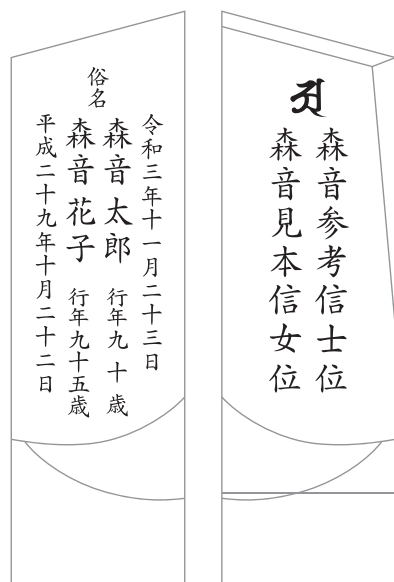 森音参考信士位
森音見本信女位
令和三年十一月二十三日
俗名
森音太郎 行年九十歳
森音花子 行年九十五歳
平成二十九年十月二十二日